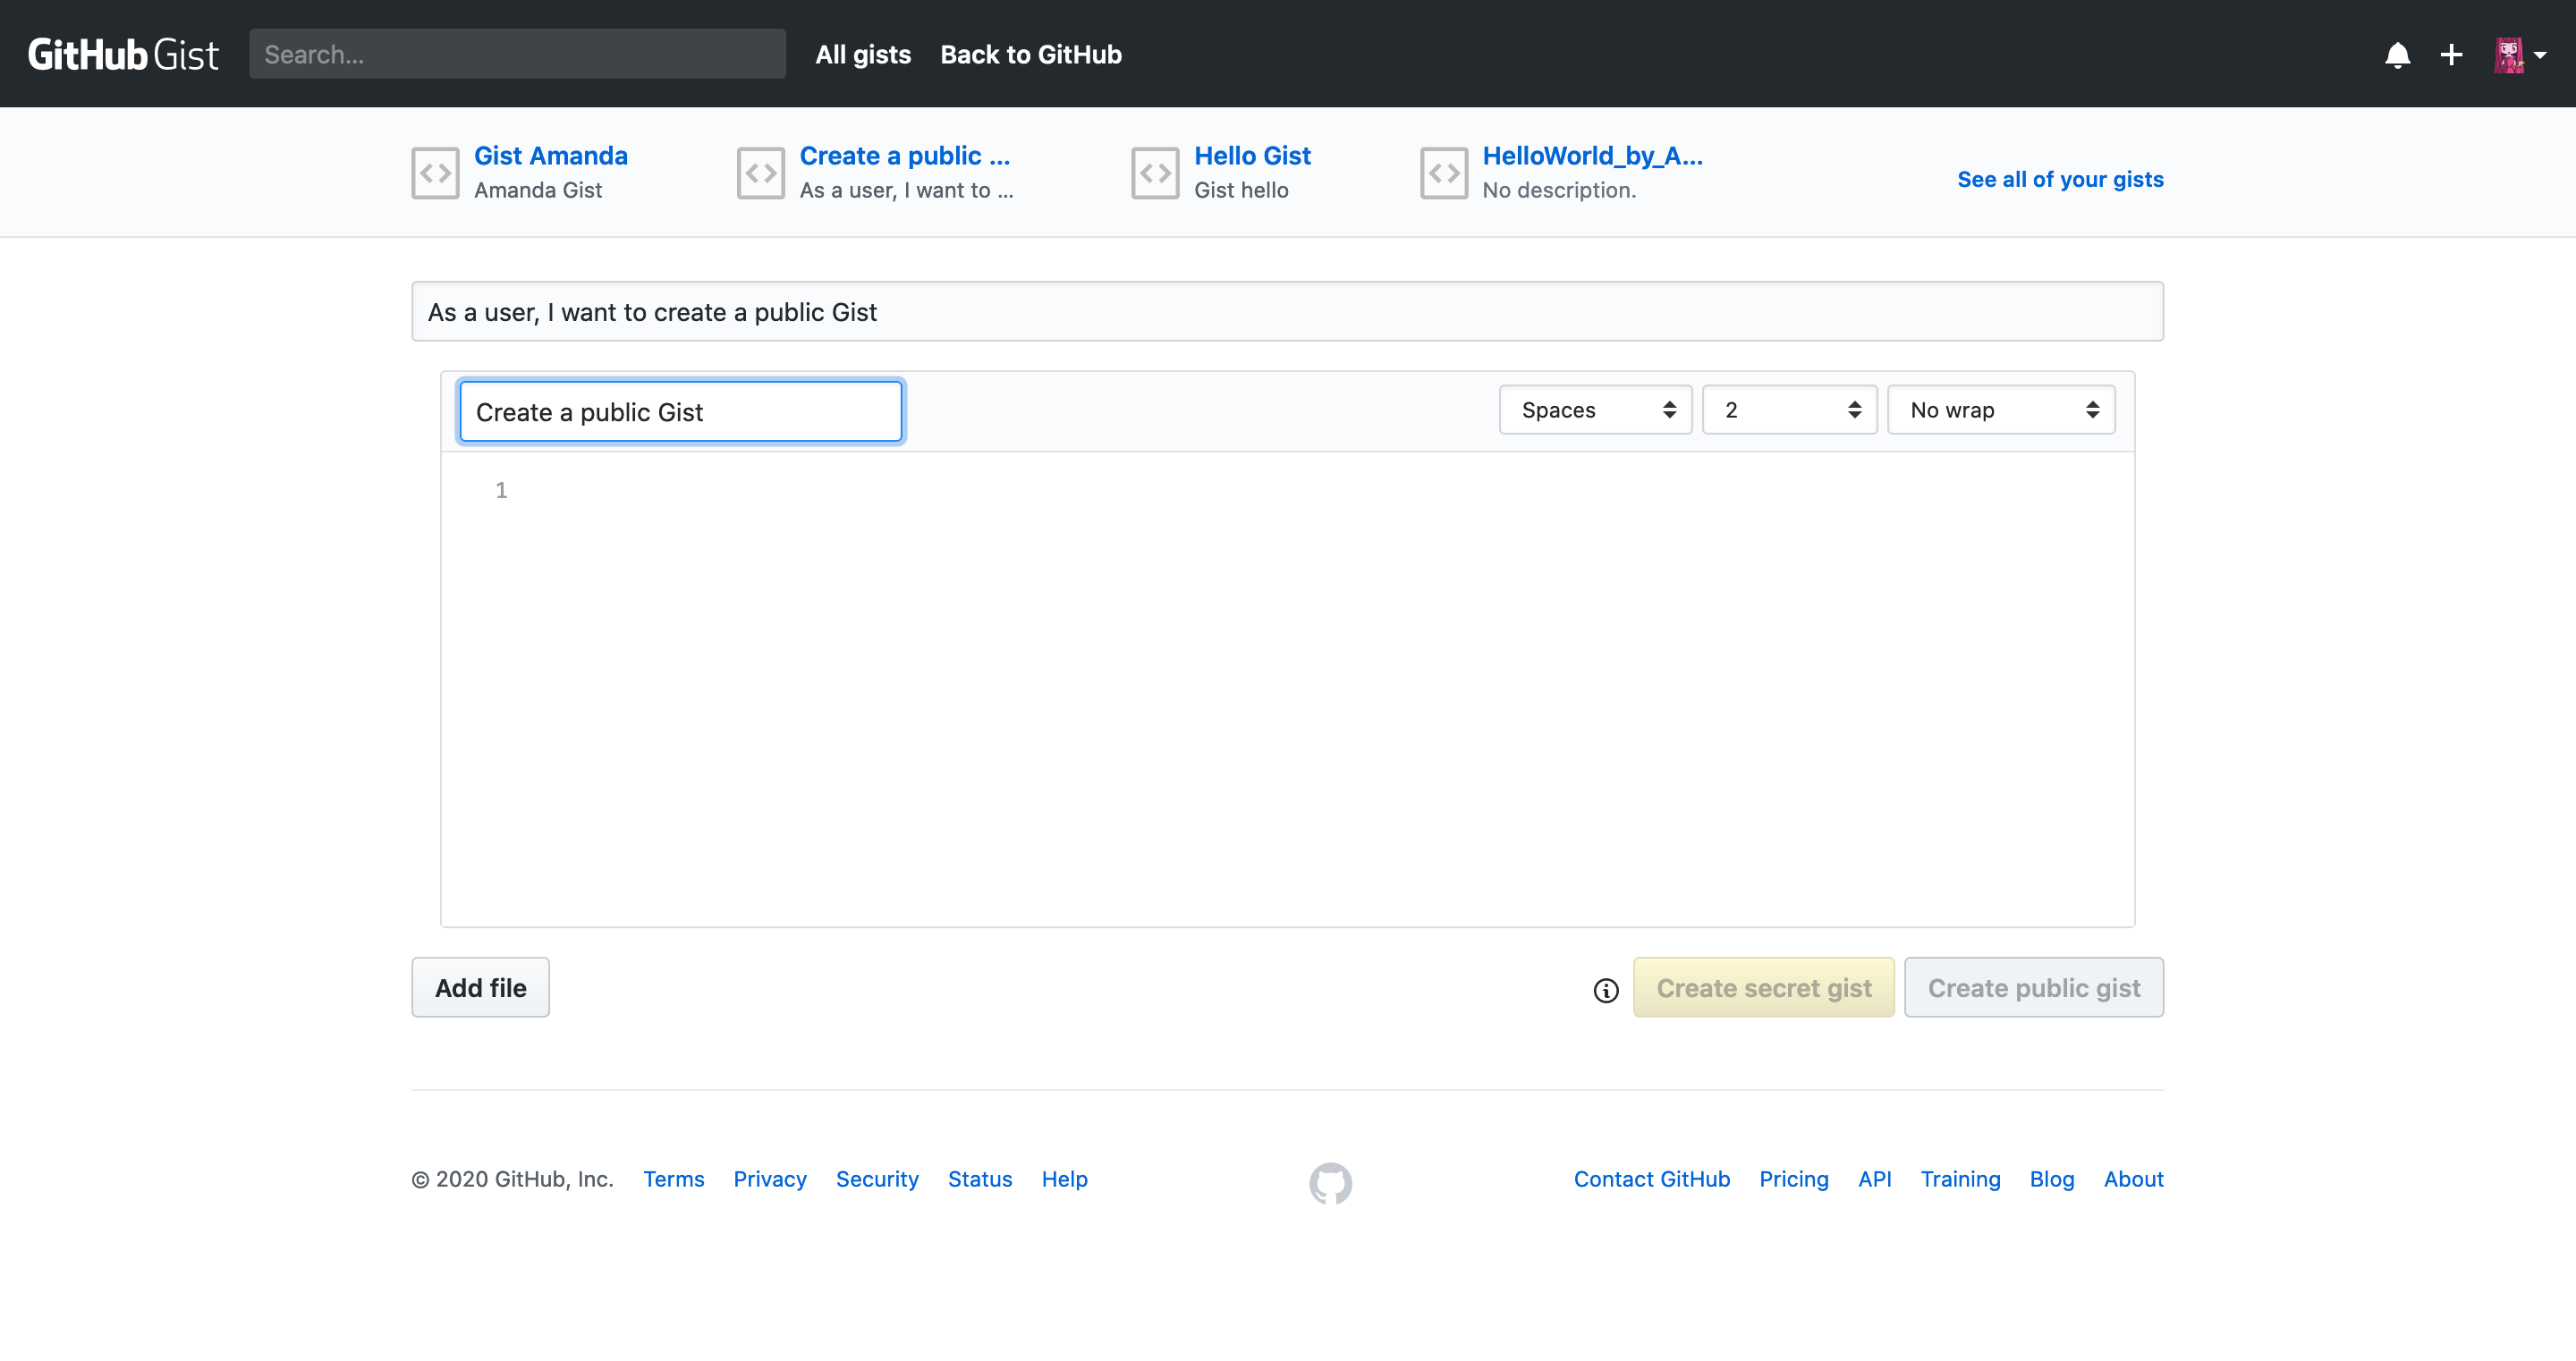 GitHub Gist Search... All gists Back to GitHub
Gist Amanda
Amanda Gist
Create a public ...
As a user, I want to ...
Hello Gist
Gist hello
HelloWorld_by_A...
No description.
See all of your gists
As a user, I want to create a public Gist
Create a public Gist Spaces 2 No wrap
1
Add file Create secret gist Create public gist
© 2020 GitHub, Inc. Terms Privacy Security Status Help Contact GitHub Pricing API Training Blog About